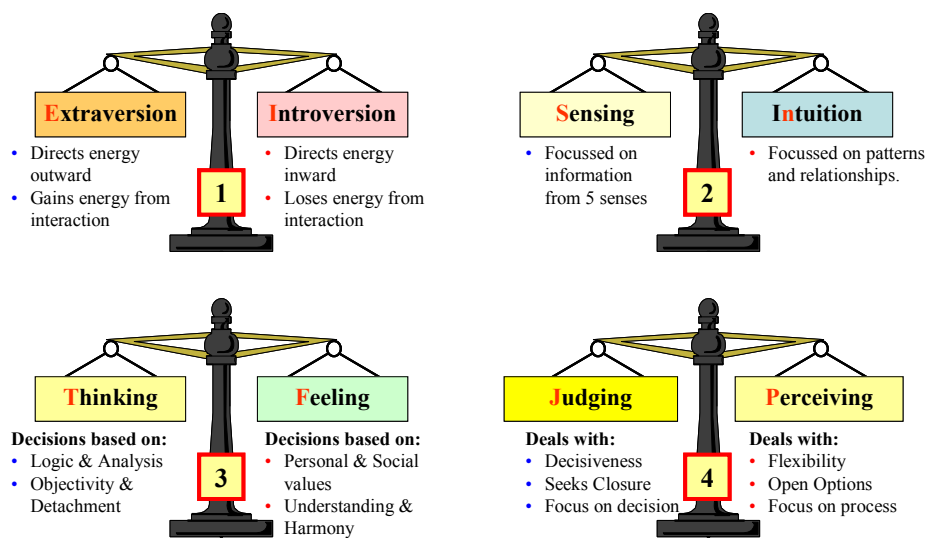 Extraversion
• Directs energy
outward
• Gains energy from
interaction
Introversion
• Directs energy
inward
• Loses energy from
interaction
1
Sensing
• Focussed on
information
from 5 senses
Intuition
• Focussed on patterns
and relationships.
2
Thinking
Decisions based on:
• Logic & Analysis
• Objectivity &
Detachment
Feeling
Decisions based on:
• Personal & Social
values
• Understanding &
Harmony
3
Judging
Deals with:
• Decisiveness
• Seeks Closure
• Focus on decision
Perceiving
Deals with:
• Flexibility
• Open Options
• Focus on process
4